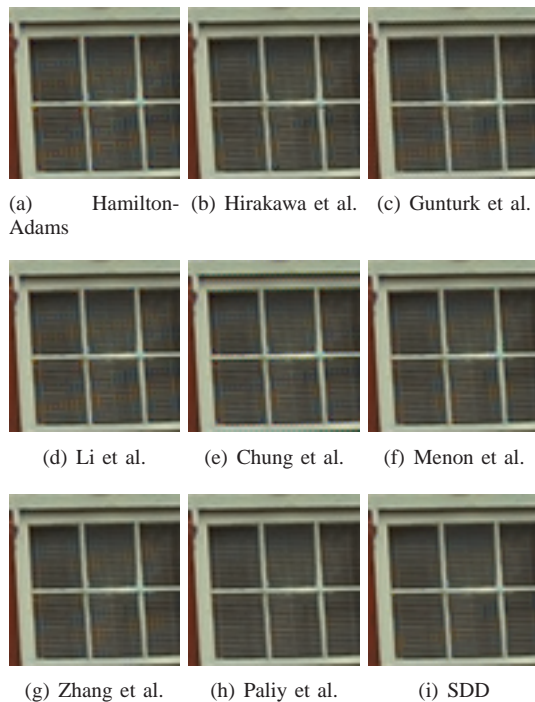 (a) Hamilton-Adams
(b) Hirakawa et al.
(c) Gunturk et al.
(d) Li et al.
(e) Chung et al.
(f) Menon et al.
(g) Zhang et al.
(h) Paliy et al.
(i) SDD